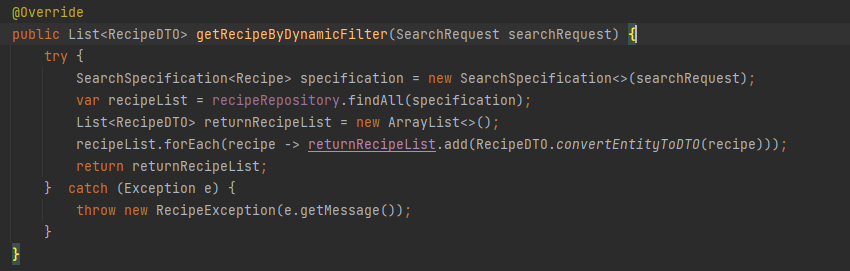 @Override
public List<RecipeDTO> getRecipeByDynamicFilter(SearchRequest searchRequest) {
    try {
        SearchSpecification<Recipe> specification = new SearchSpecification<>(searchRequest);
        var recipeList = recipeRepository.findAll(specification);
        List<RecipeDTO> returnRecipeList = new ArrayList<>();
        recipeList.forEach(recipe -> returnRecipeList.add(RecipeDTO.convertEntityToDTO(recipe)));
        return returnRecipeList;
    }  catch (Exception e) {
        throw new RecipeException(e.getMessage());
    }
}